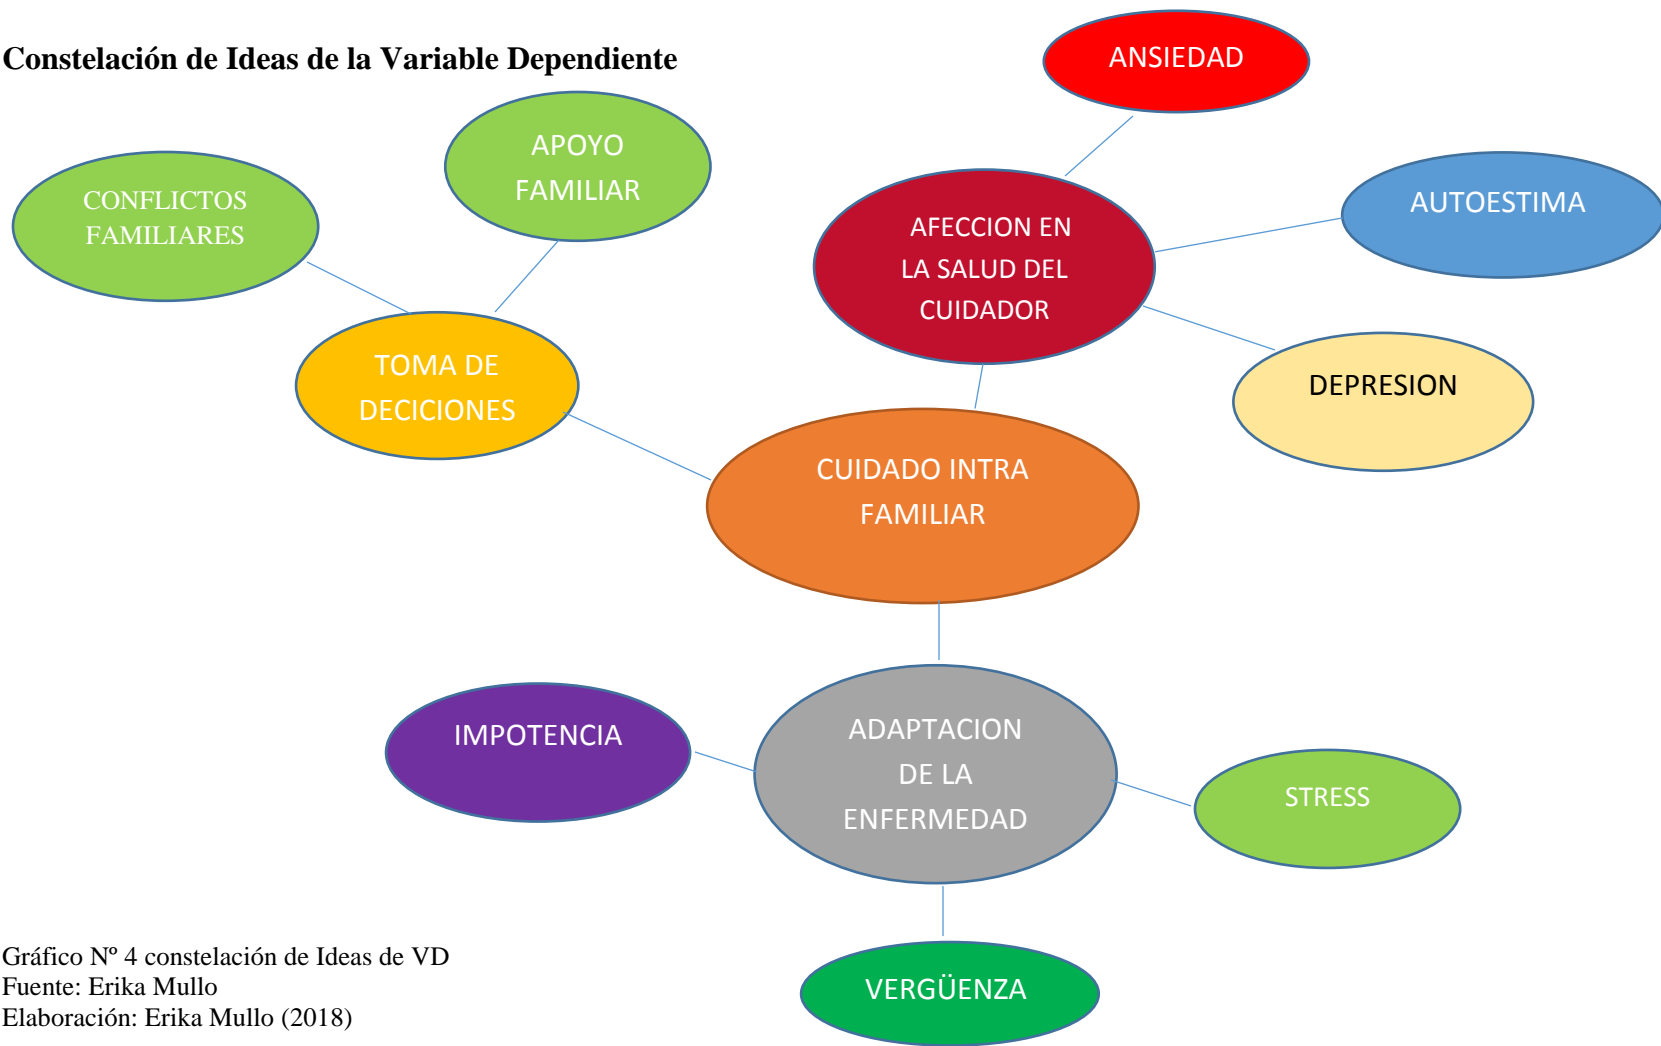 Constelación de Ideas de la Variable Dependiente
ANSIEDAD
APOYO
FAMILIAR
CONFLICTOS
FAMILIARES
AUTOESTIMA
AFECCION EN
LA SALUD DEL
CUIDADOR
TOMA DE
DECICIONES
DEPRESION
CUIDADO INTRA
FAMILIAR
IMPOTENCIA
ADAPTACION
DE LA
ENFERMEDAD
STRESS
VERGÜENZA
Gráfico Nº 4 constelación de Ideas de VD
Fuente: Erika Mullo
Elaboración: Erika Mullo (2018)